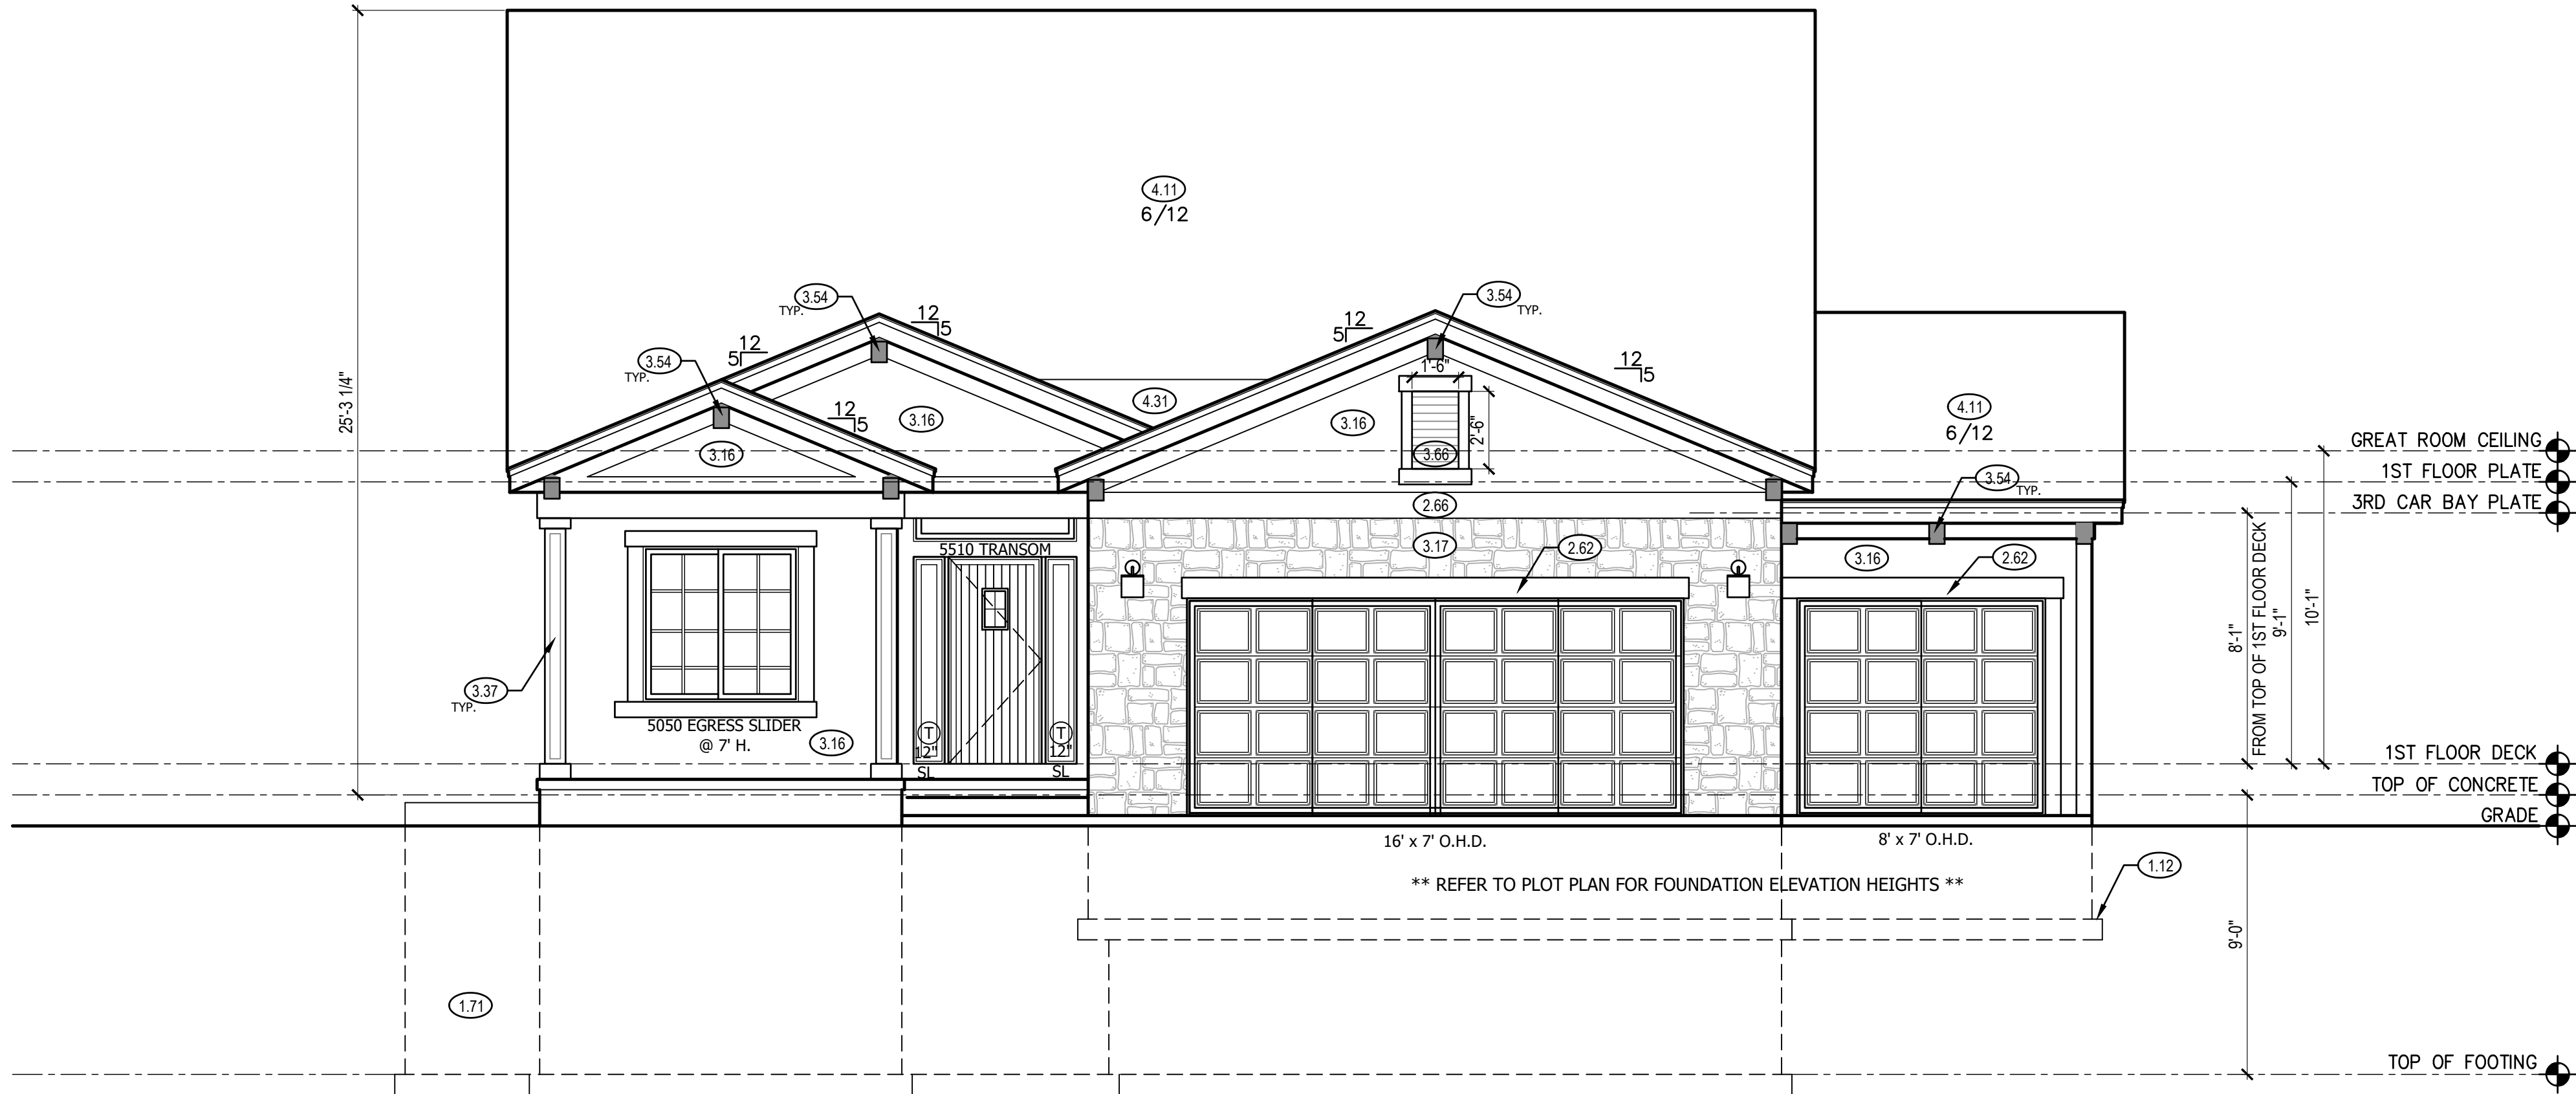 4.11
6/12
3.54
TYP.
12
5
12
5
3.54
TYP.
12
5
3.54
TYP.
12
5
12
5
1'-6"
2'-6"
25'-3 1/4"
4.31
3.16
3.16
3.16
3.66
4.11
6/12
GREAT ROOM CEILING
1ST FLOOR PLATE
3RD CAR BAY PLATE
3.54
TYP.
2.66
3.17
2.62
3.16
2.62
5510 TRANSOM
8'-1"
FROM TOP OF 1ST FLOOR DECK
9'-1"
10'-1"
3.37
TYP.
5050 EGRESS SLIDER
@ 7' H.
3.16
T
12"
SL
T
12"
SL
1ST FLOOR DECK
TOP OF CONCRETE
GRADE
16' x 7' O.H.D.
8' x 7' O.H.D.
1.12
** REFER TO PLOT PLAN FOR FOUNDATION ELEVATION HEIGHTS **
9'-0"
1.71
TOP OF FOOTING